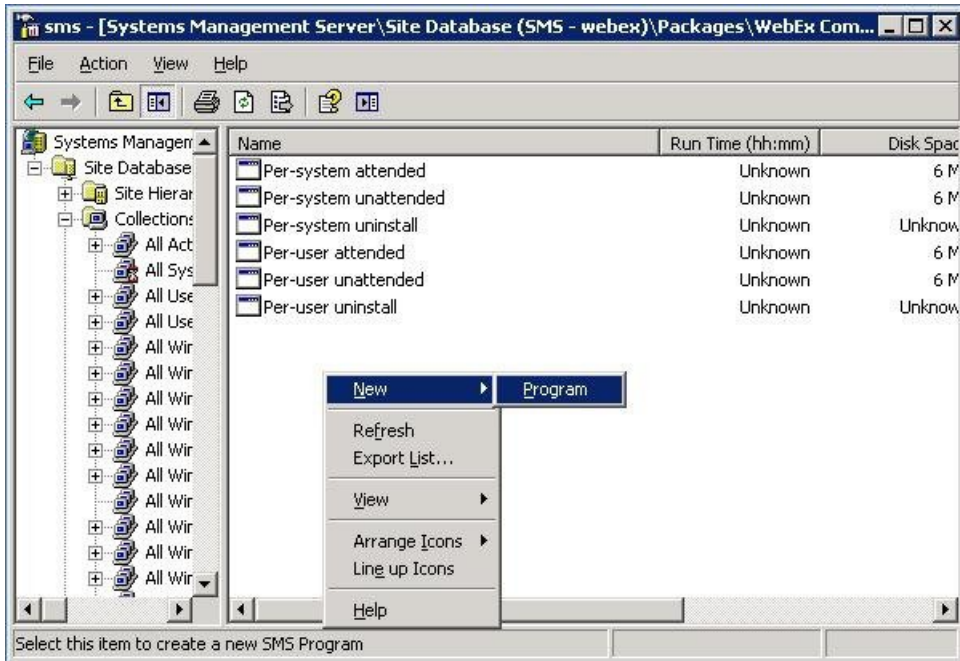 sms - [Systems Management Server\Site Database (SMS - webex)\Packages\WebEx Com...
File Action View Help
Systems Managem
Site Database
Site Hierar
Collections
All Act
All Sys
All Use
All Use
All Wir
All Wir
All Wir
All Wir
All Wir
All Wir
All Wir
All Wir
All Wir
All Wir
Name Run Time (hh:mm) Disk Spac
Per-system attended Unknown 6 M
Per-system unattended Unknown 6 M
Per-system uninstall Unknown Unknow
Per-user attended Unknown 6 M
Per-user unattended Unknown 6 M
Per-user uninstall Unknown Unknow
New Program
Refresh
Export List...
View
Arrange Icons
Line up Icons
Help
Select this item to create a new SMS Program